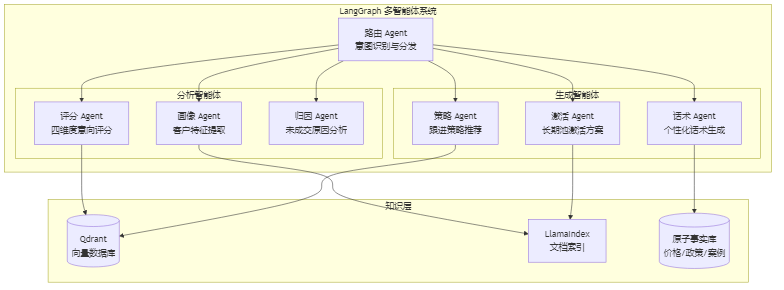 LangGraph 多智能体系统
路由 Agent
意图识别与分发
分析智能体
生成智能体
评分 Agent
四维度意向评分
画像 Agent
客户特征提取
归因 Agent
未成交原因分析
策略 Agent
跟进策略推荐
激活 Agent
长期池激活方案
话术 Agent
个性化话术生成
知识层
Qdrant
向量数据库
LlamaIndex
文档索引
原子事实库
价格/政策/案例